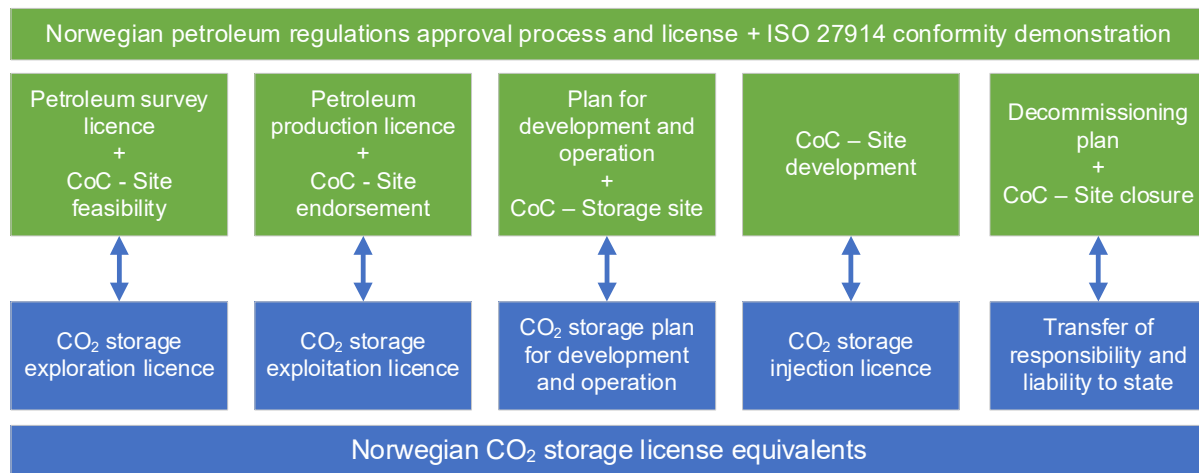 Norwegian petroleum regulations approval process and license + ISO 27914 conformity demonstration
Petroleum survey
licence
+
CoC - Site
feasibility
Petroleum
production licence
+
CoC - Site
endorsement
Plan for
development and
operation
+
CoC – Storage site
CoC – Site
development
Decommissioning
plan
+
CoC – Site closure
CO₂ storage
exploration licence
CO₂ storage
exploitation licence
CO₂ storage plan
for development
and operation
CO₂ storage
injection licence
Transfer of
responsibility and
liability to state
Norwegian CO₂ storage license equivalents